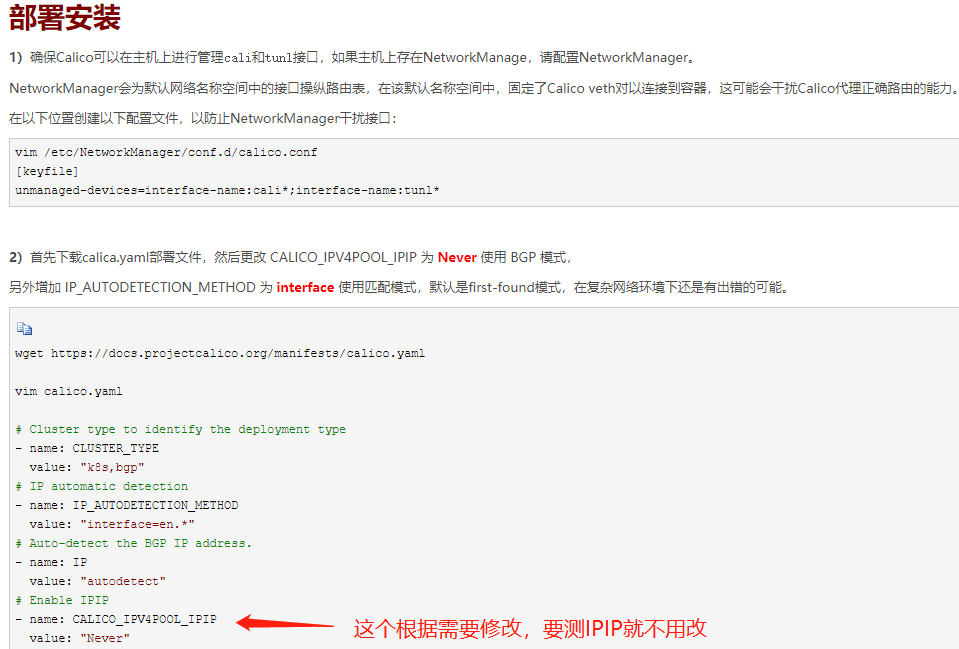 部署安装
1）确保Calico可以在主机上进行管理cali和tunl接口，如果主机上存在NetworkManage，请配置NetworkManager。
NetworkManager会为默认网络名称空间中的接口操纵路由表，在该默认名称空间中，固定了Calico veth对以连接到容器，这可能会干扰Calico代理正确路由的能力。
在以下位置创建以下配置文件，以防止NetworkManager干扰接口：
vim /etc/NetworkManager/conf.d/calico.conf
[keyfile]
unmanaged-devices=interface-name:cali*;interface-name:tunl*
2）首先下载calica.yaml部署文件，然后更改 CALICO_IPV4POOL_IPIP 为 Never 使用 BGP 模式，
另外增加 IP_AUTODETECTION_METHOD 为 interface 使用匹配模式，默认是first-found模式，在复杂网络环境下还是有出错的可能。
wget https://docs.projectcalico.org/manifests/calico.yaml
vim calico.yaml
# Cluster type to identify the deployment type
- name: CLUSTER_TYPE
  value: "k8s,bgp"
# IP automatic detection
- name: IP_AUTODETECTION_METHOD
  value: "interface=en.*"
# Auto-detect the BGP IP address.
- name: IP
  value: "autodetect"
# Enable IPIP
- name: CALICO_IPV4POOL_IPIP
这个根据需要修改，要测IPIP就不用改
  value: "Never"